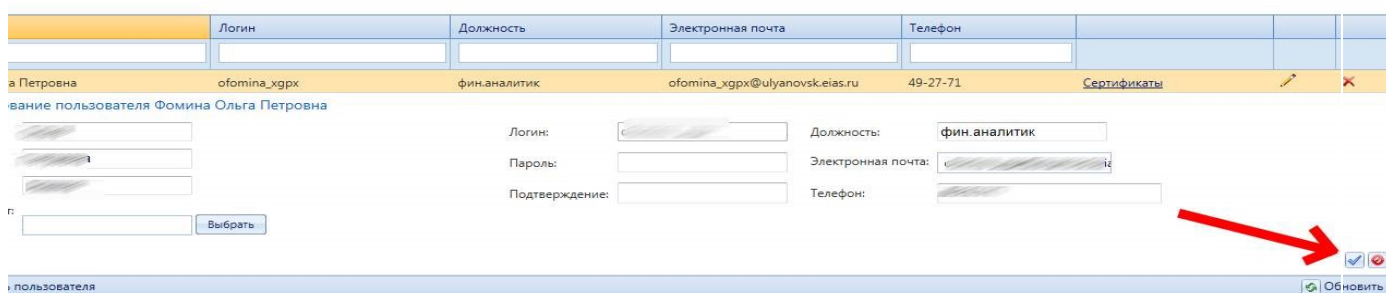 Логин Должность Электронная почта Телефон
а Петровна ofomina_xgpx фин.аналитик ofomina_xgpx@ulyanovsk.eias.ru 49-27-71 Сертификаты
ование пользователя Фомина Ольга Петровна
Логин: Должность: фин.аналитик
Пароль: Электронная почта:
Подтверждение: Телефон:
т:
Выбрать
ь пользователя Обновить